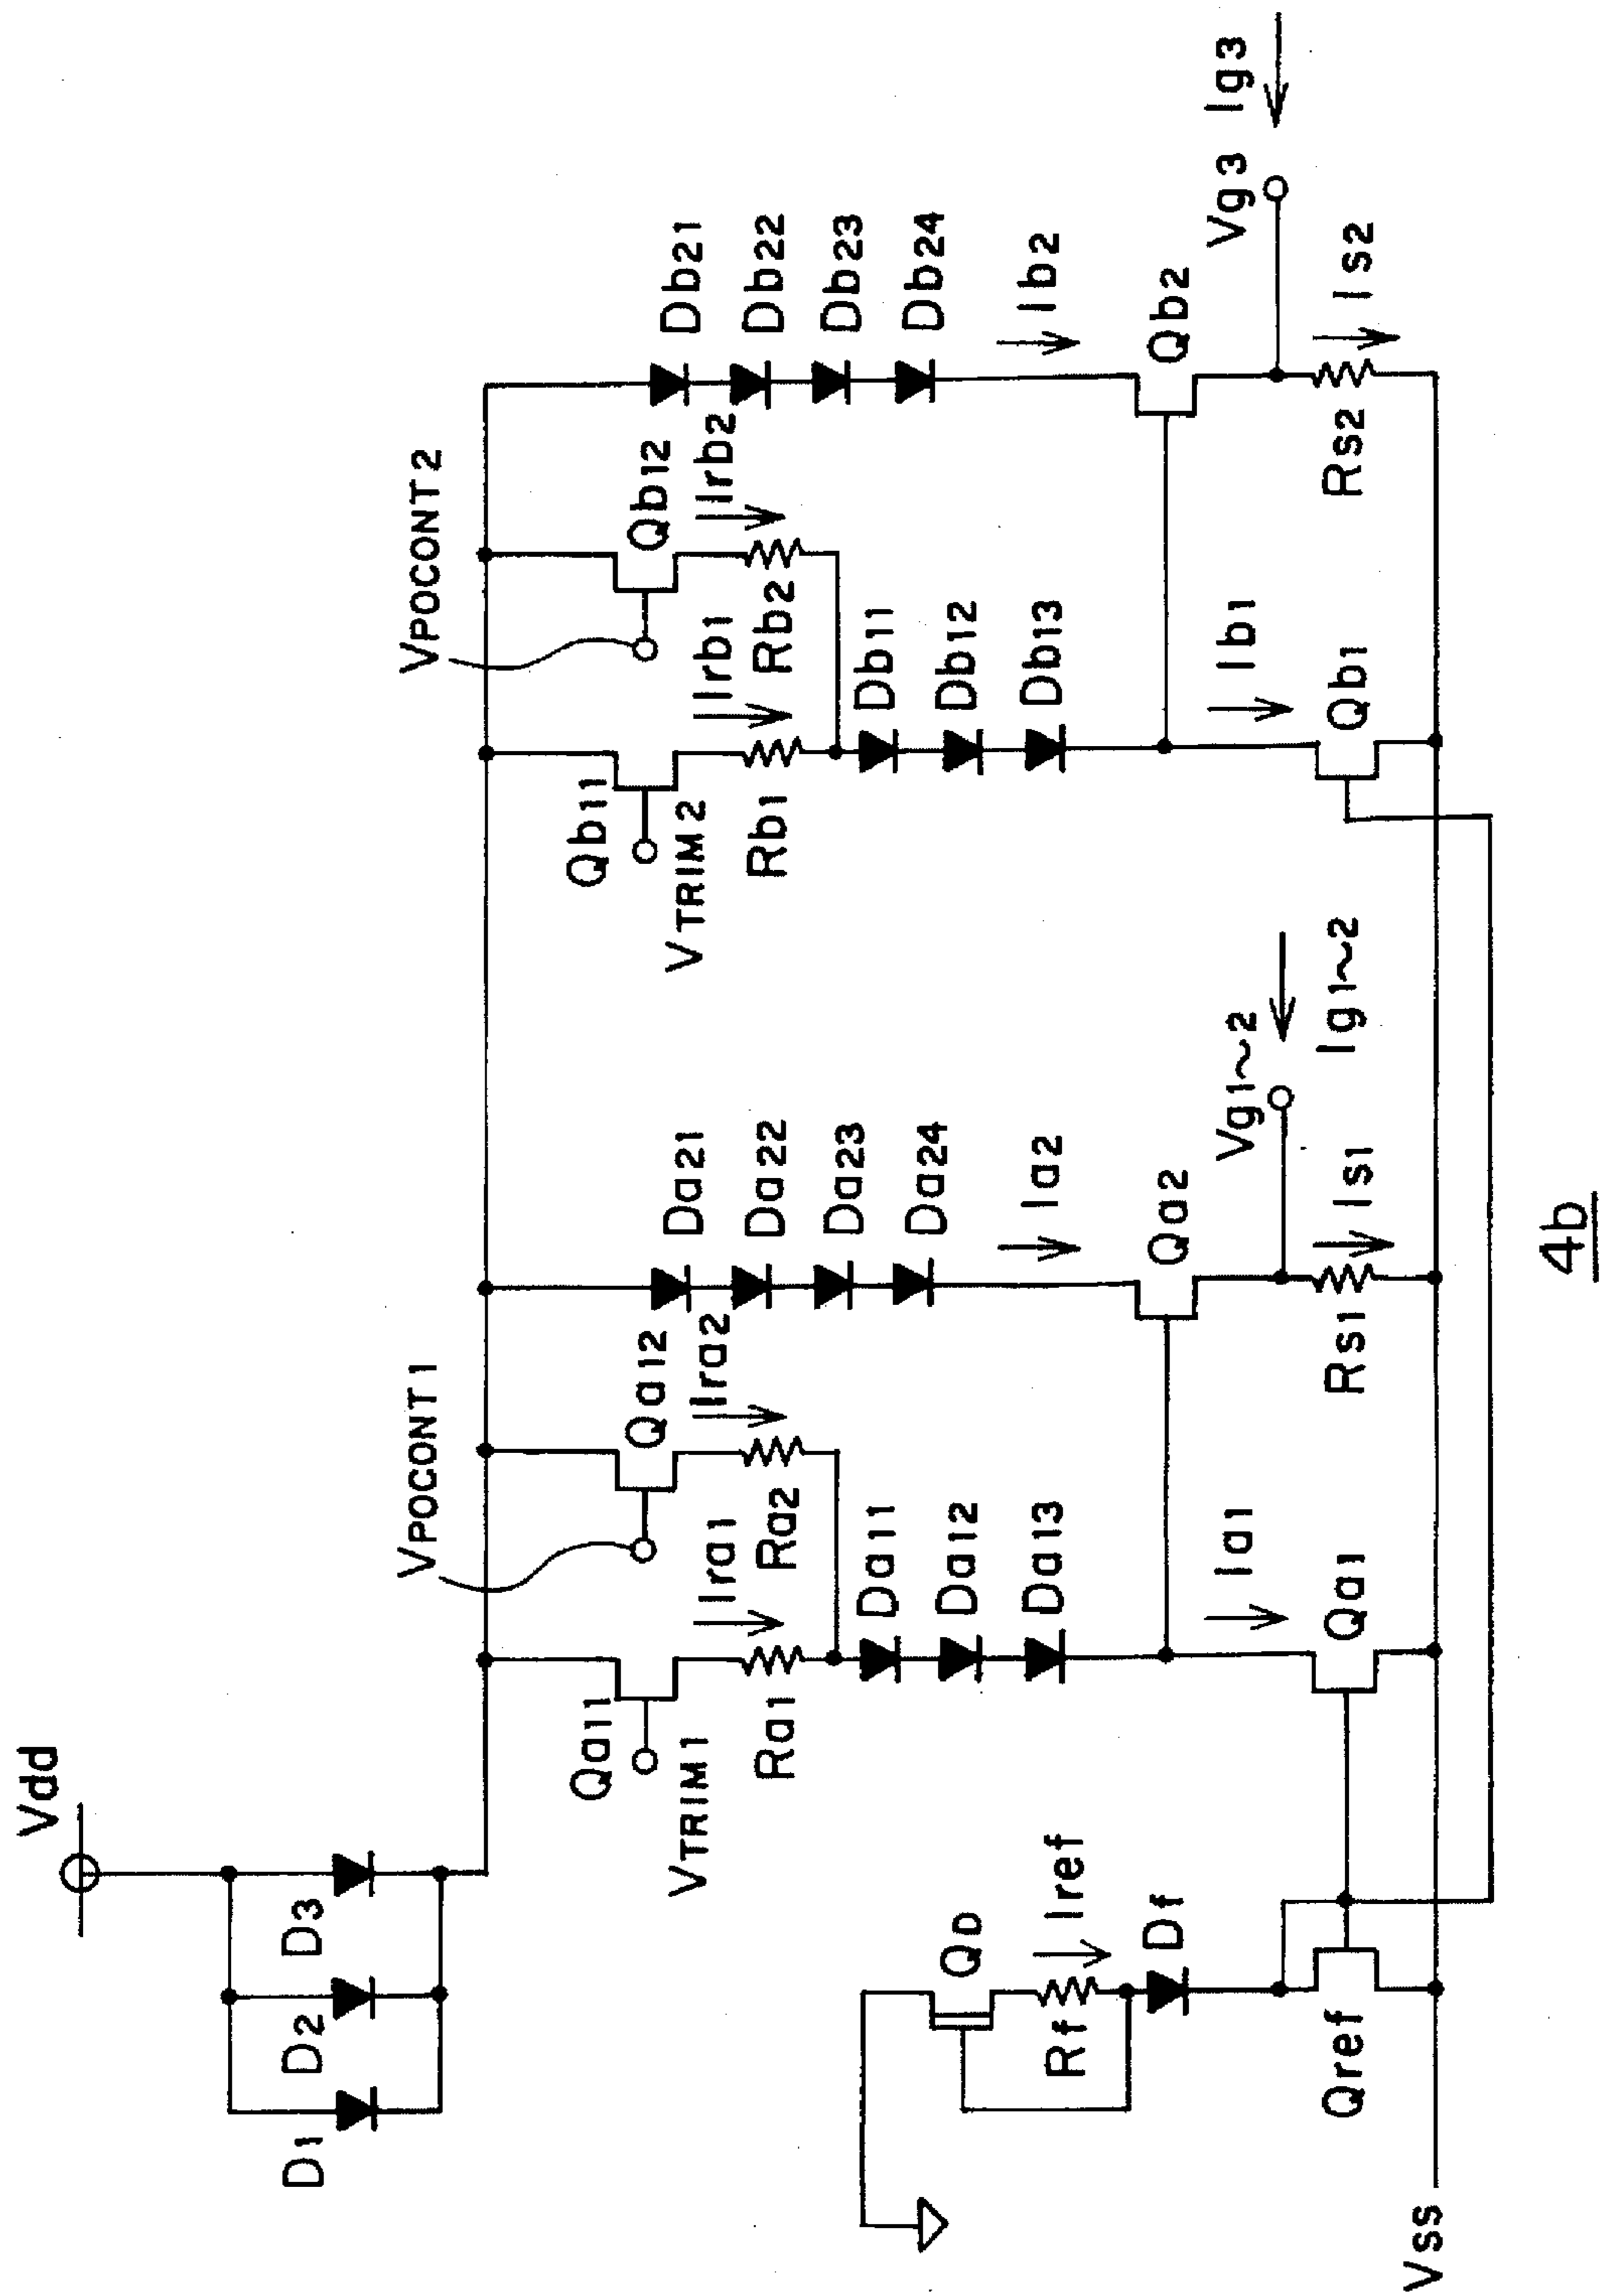 Vdd
D1
D2
D3
VPOCONT1
VPOCONT2
Qa11
VTRIM1
Qa12
Ira1
Ira2
Ra1
Ra2
Da11
Da12
Da13
Da21
Da22
Da23
Da24
Qb11
VTRIM2
Qb12
Irb1
Irb2
Rb1
Rb2
Db11
Db12
Db13
Db21
Db22
Db23
Db24
QD
Iref
Rf
Df
Qref
Ia1
Qa1
Ia2
Qa2
Vg1~2
Ig1~2
Rs1
Is1
Ib1
Qb1
Ib2
Qb2
Vg3
Ig3
Rs2
Is2
Vss
4b